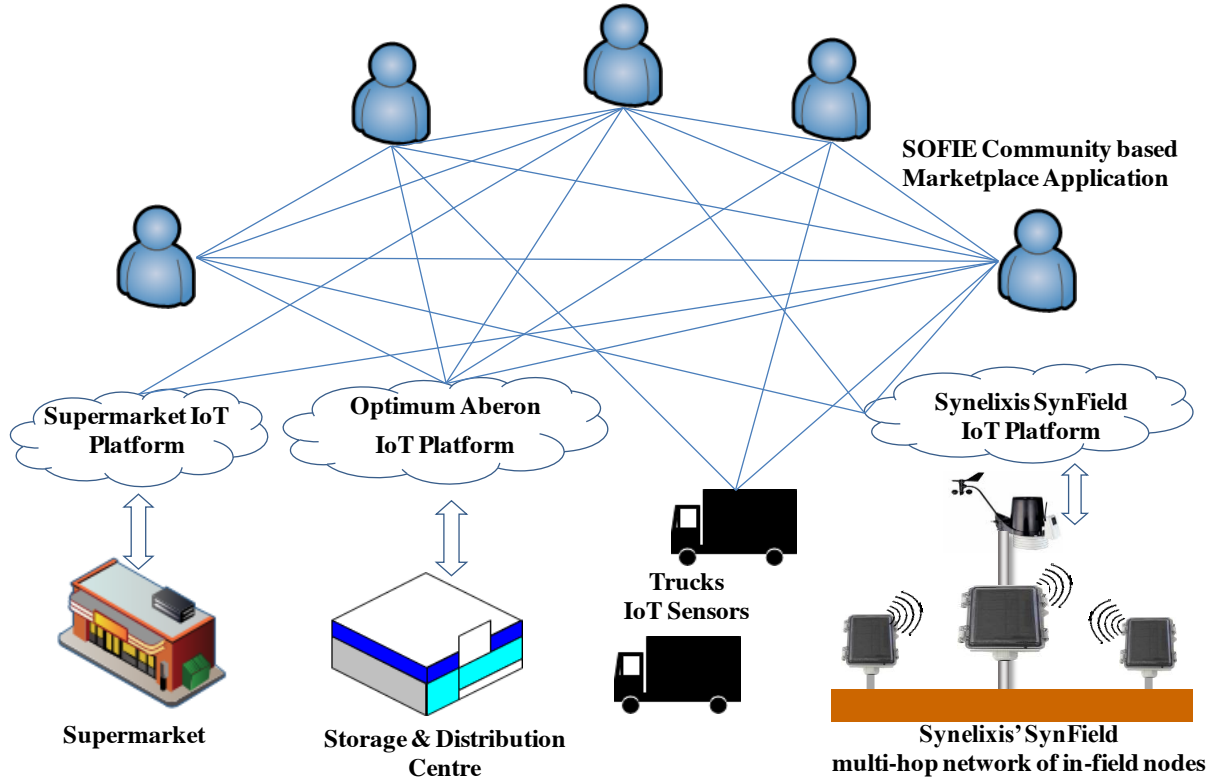 SOFIE Community based
Marketplace Application
Supermarket IoT
Platform
Optimum Aberon
IoT Platform
Synelixis SynField
IoT Platform
Trucks
IoT Sensors
Supermarket
Storage & Distribution
Centre
Synelixis’ SynField
multi-hop network of in-field nodes